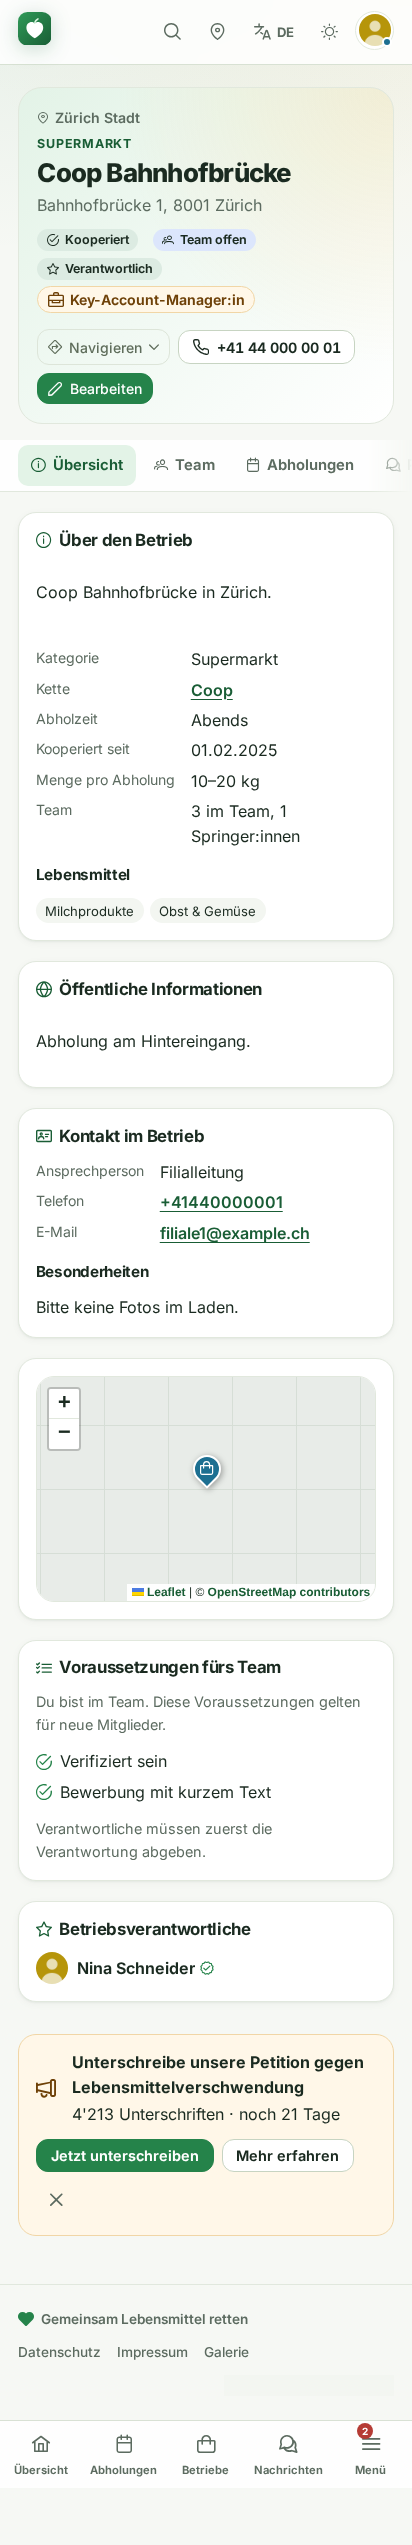 DE
Zürich Stadt
SUPERMARKT
Coop Bahnhofbrücke
Bahnhofbrücke 1, 8001 Zürich
Kooperiert
Team offen
Verantwortlich
Key-Account-Manager:in
Navigieren
+41 44 000 00 01
Bearbeiten
Übersicht
Team
Abholungen
Über den Betrieb
Coop Bahnhofbrücke in Zürich.
Kategorie Supermarkt
Kette Coop
Abholzeit Abends
Kooperiert seit 01.02.2025
Menge pro Abholung 10–20 kg
Team 3 im Team, 1
Springer:innen
Lebensmittel
Milchprodukte
Obst & Gemüse
Öffentliche Informationen
Abholung am Hintereingang.
Kontakt im Betrieb
Ansprechperson Filialleitung
Telefon +41440000001
E-Mail filiale1@example.ch
Besonderheiten
Bitte keine Fotos im Laden.
+
−
Leaflet | © OpenStreetMap contributors
Voraussetzungen fürs Team
Du bist im Team. Diese Voraussetzungen gelten
für neue Mitglieder.
Verifiziert sein
Bewerbung mit kurzem Text
Verantwortliche müssen zuerst die
Verantwortung abgeben.
Betriebsverantwortliche
Nina Schneider
Unterschreibe unsere Petition gegen
Lebensmittelverschwendung
4'213 Unterschriften · noch 21 Tage
Jetzt unterschreiben
Mehr erfahren
Gemeinsam Lebensmittel retten
Datenschutz Impressum Galerie
2
Übersicht
Abholungen
Betriebe
Nachrichten
Menü